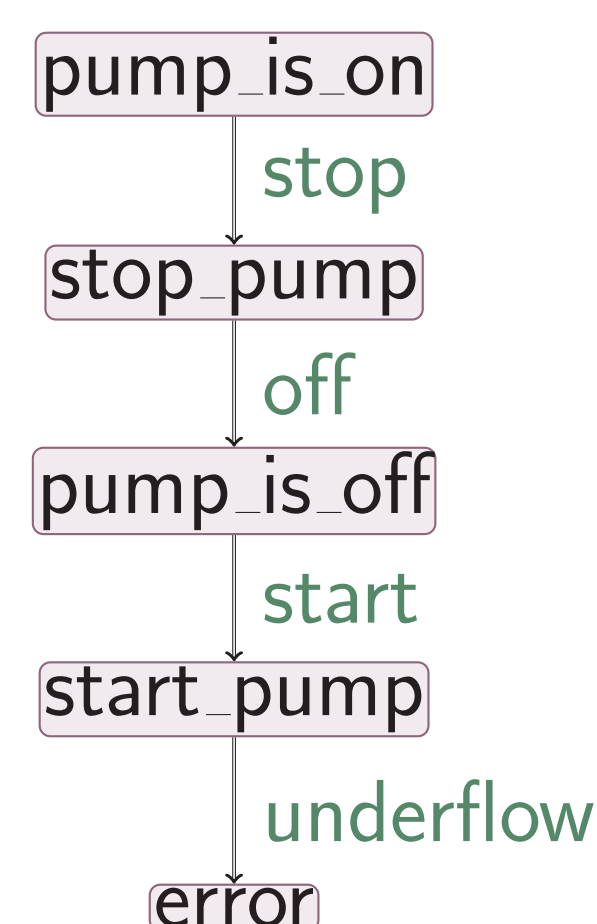 pump_is_on
stop
stop_pump
off
pump_is_off
start
start_pump
underflow
error